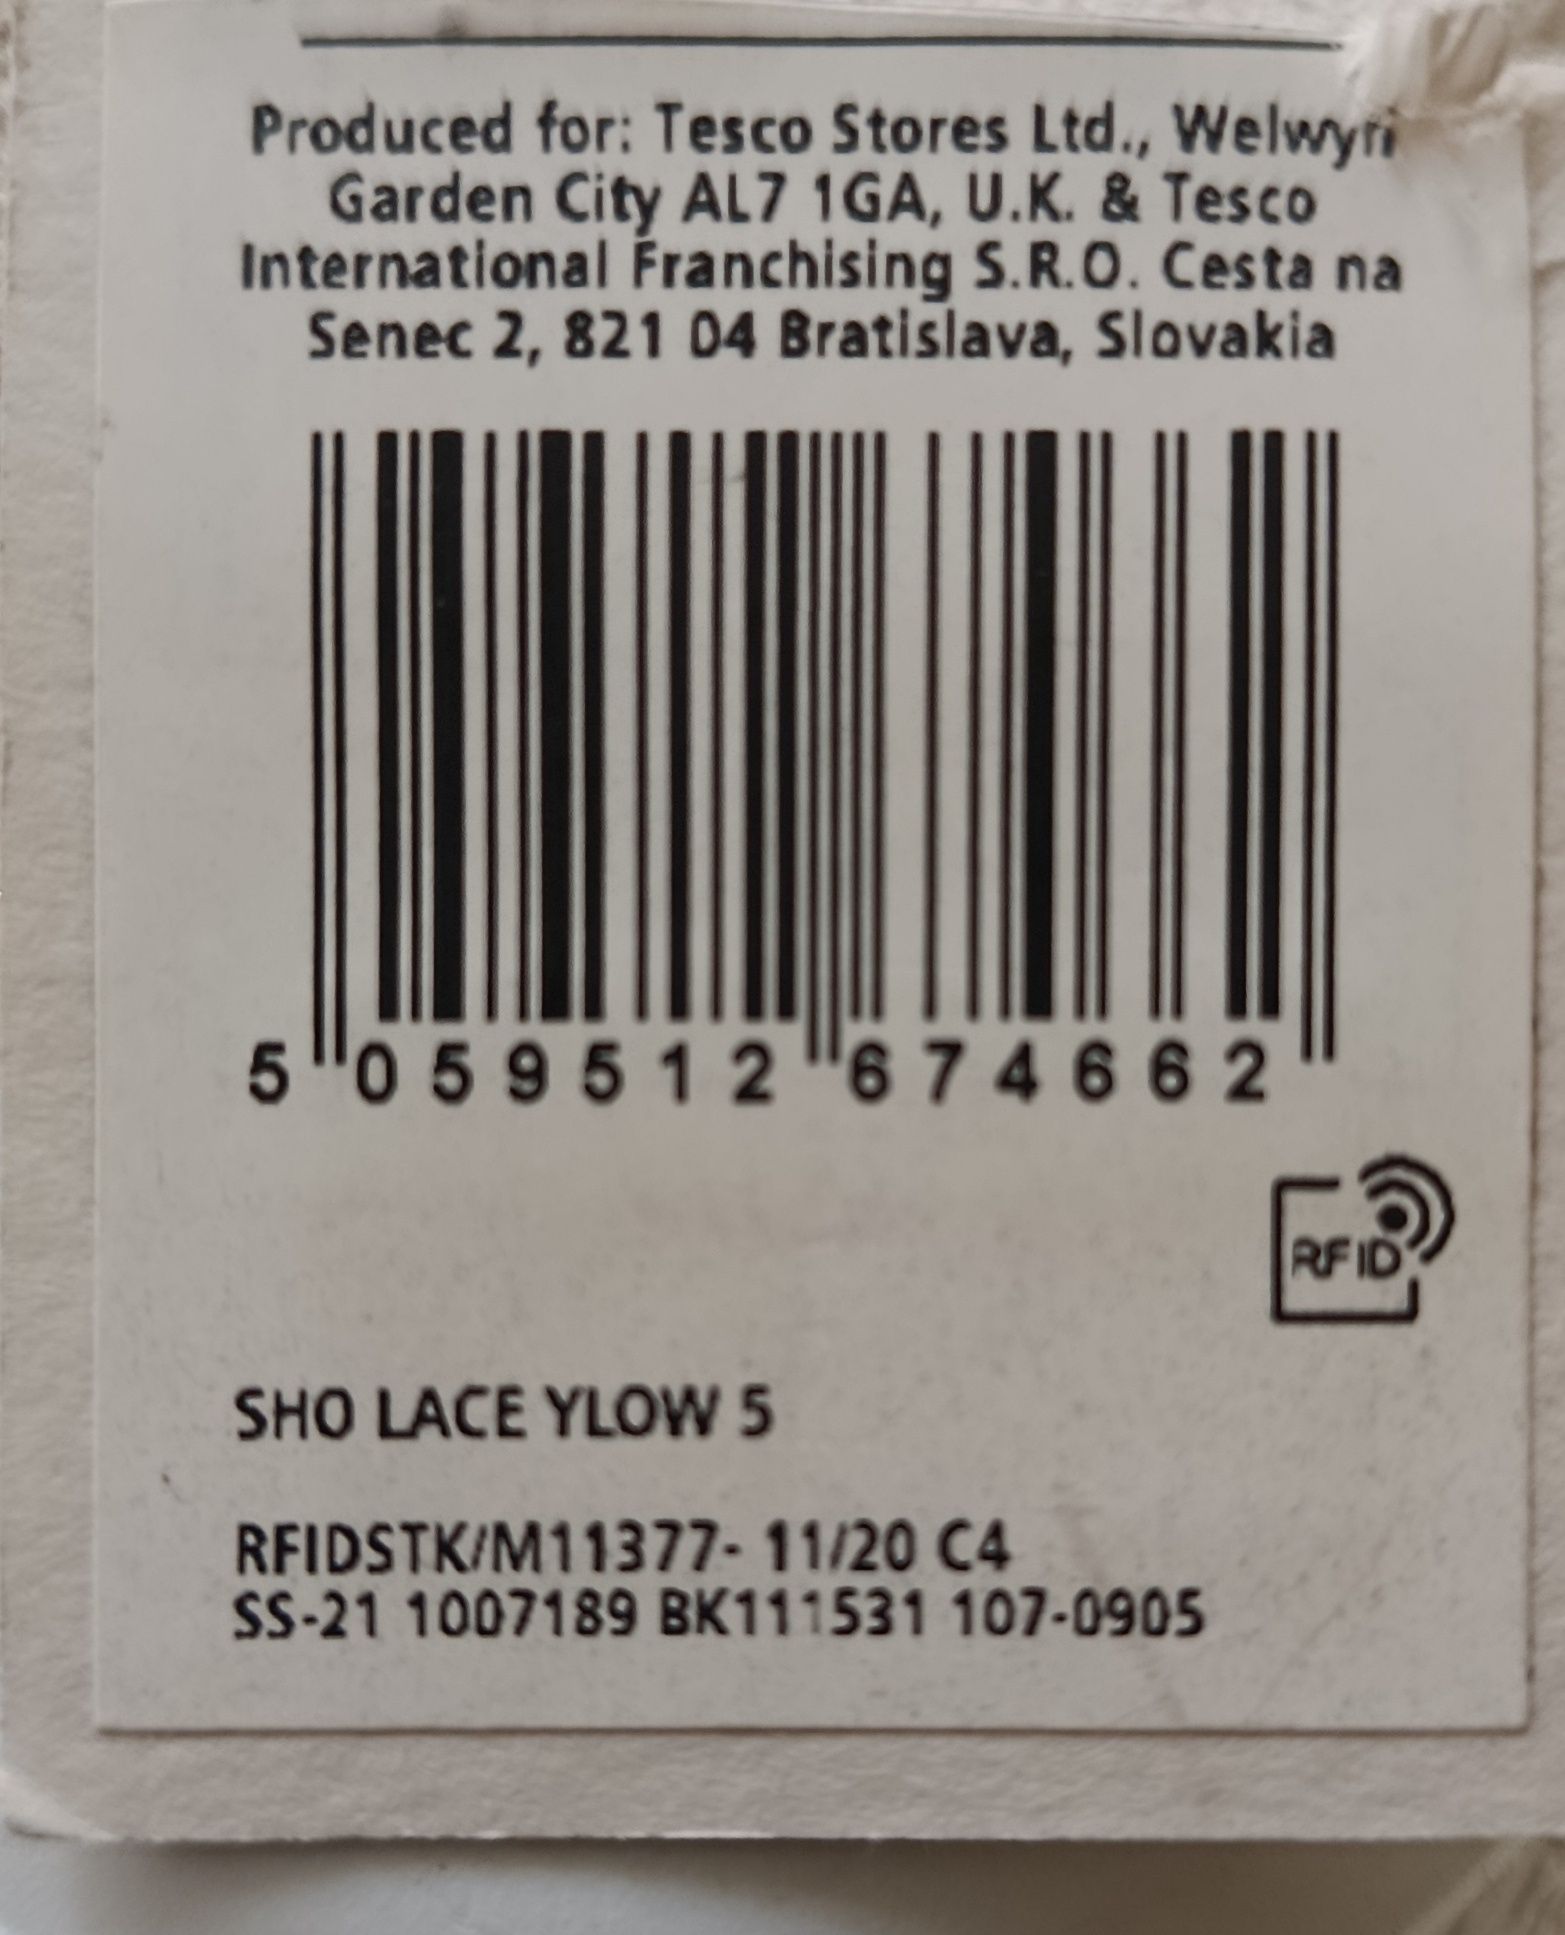 Produced for: Tesco Stores Ltd., Welwyn
Garden City AL7 1GA, U.K. & Tesco
International Franchising S.R.O. Cesta na
Senec 2, 821 04 Bratislava, Slovakia
5 059512 674662
RFID
SHO LACE YLOW 5
RFIDSTK/M11377- 11/20 C4
SS-21 1007189 BK111531 107-0905